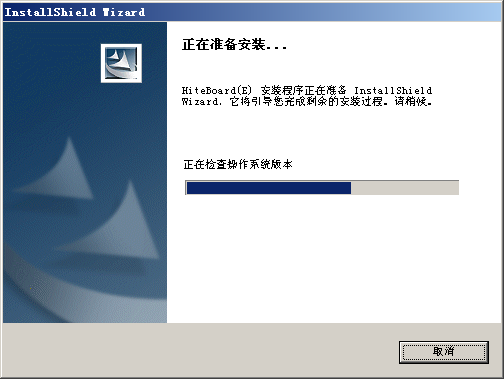 InstallShield Wizard
正在准备安装...
HiteBoard(E) 安装程序正在准备 InstallShield
Wizard，它将引导您完成剩余的安装过程。请稍候。
正在检查操作系统版本
取消